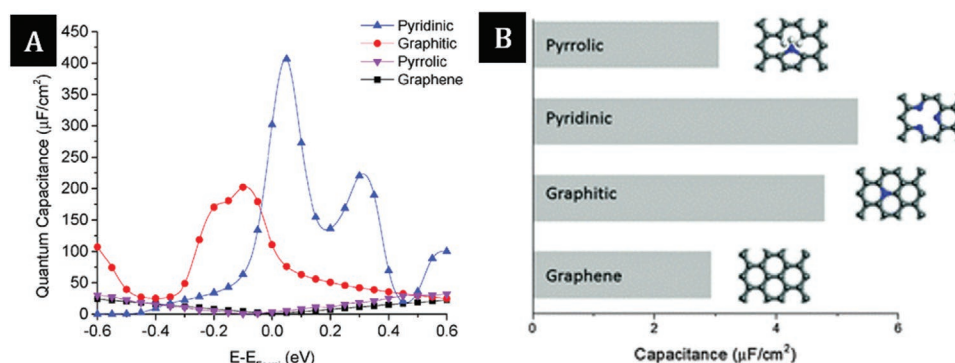 A
Quantum Capacitance (µF/cm²)
450
400
350
300
250
200
150
100
50
0
-0.6 -0.4 -0.2 0.0 0.2 0.4 0.6
Pyridinic
Graphitic
Pyrrolic
Graphene
B
Pyrrolic
Pyridinic
Graphitic
Graphene
0 2 4 6
Capacitance (µF/cm²)